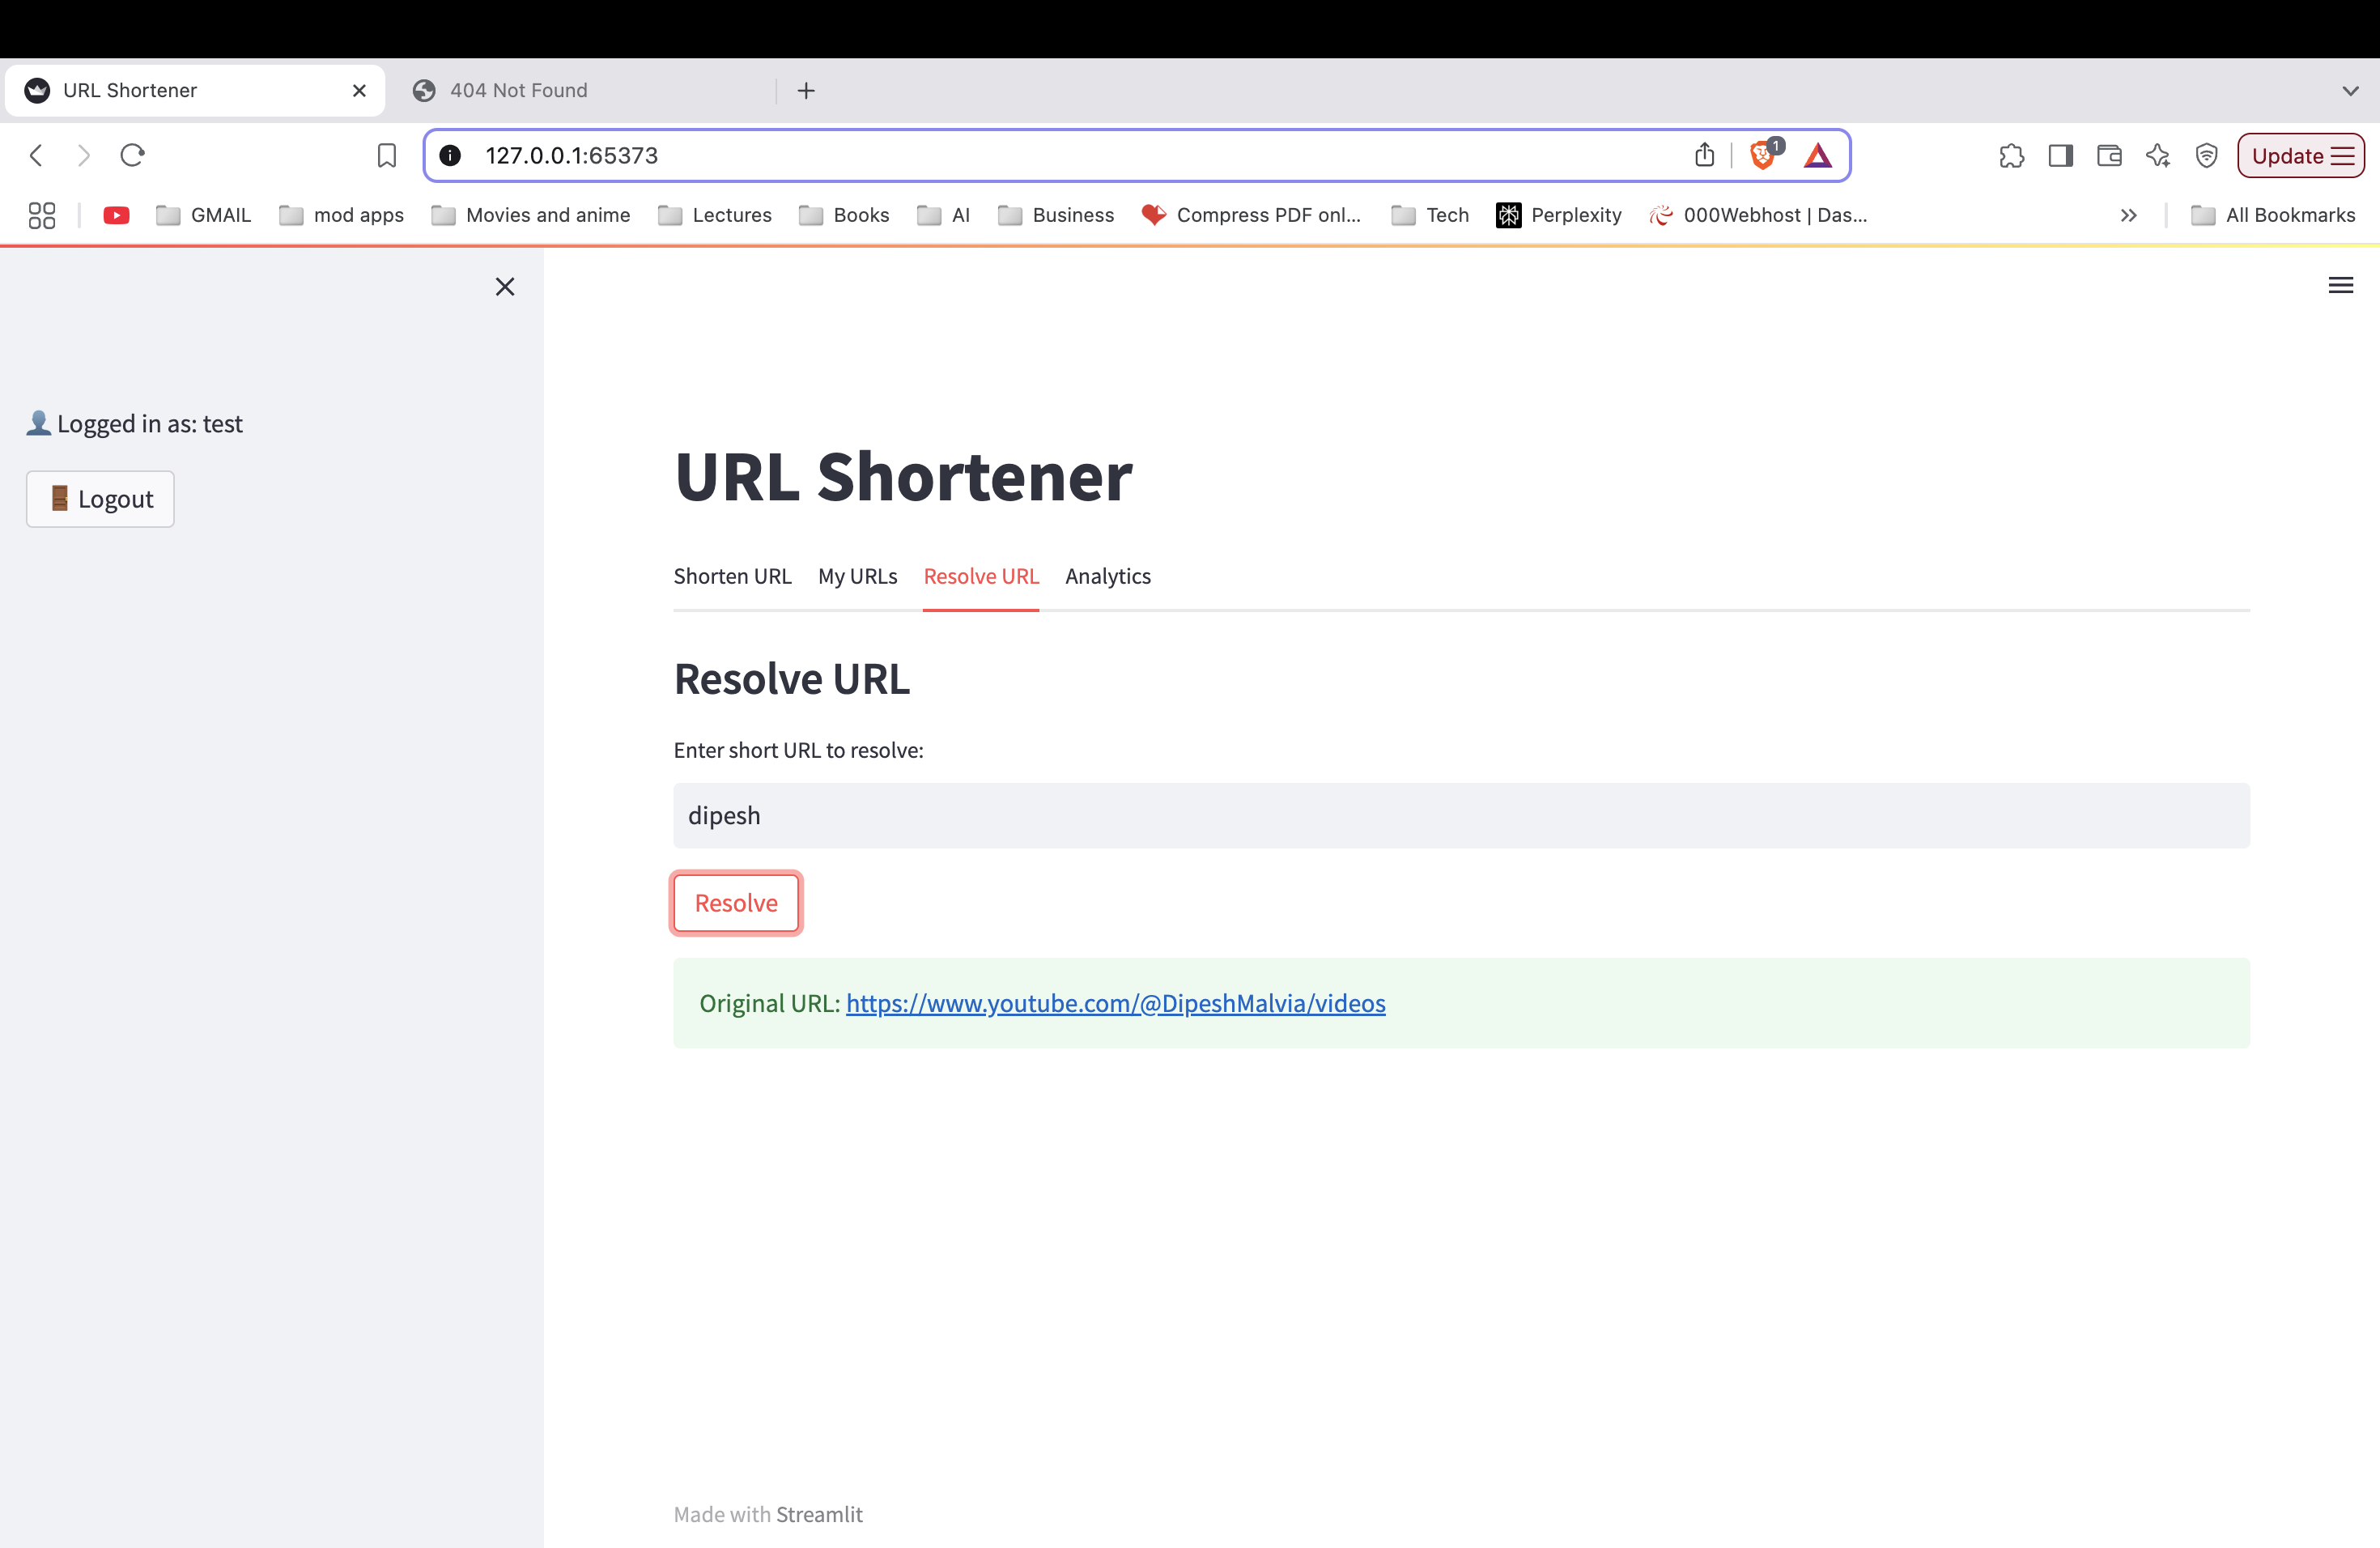 URL Shortener
404 Not Found
127.0.0.1:65373
1
Update
GMAIL
mod apps
Movies and anime
Lectures
Books
AI
Business
Compress PDF onl...
Tech
Perplexity
000Webhost | Das...
All Bookmarks
Logged in as: test
Logout
URL Shortener
Shorten URL My URLs Resolve URL Analytics
Resolve URL
Enter short URL to resolve:
dipesh
Resolve
Original URL: https://www.youtube.com/@DipeshMalvia/videos
Made with Streamlit